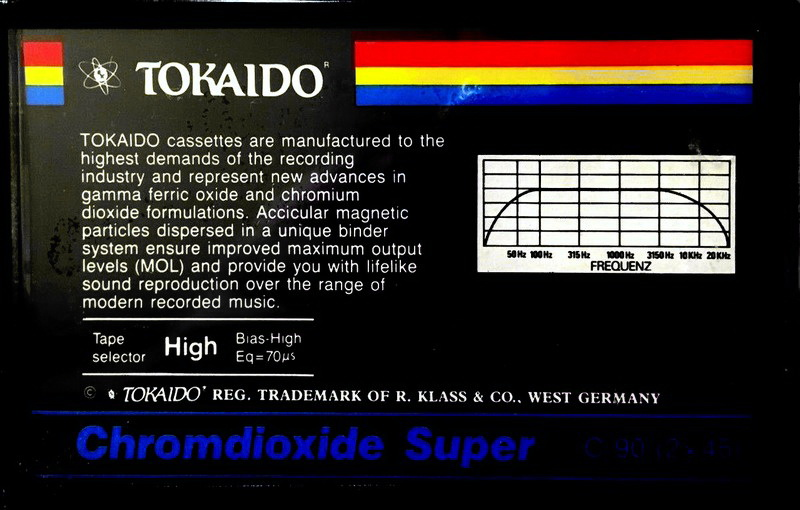 TOKAIDO R
TOKAIDO cassettes are manufactured to the
highest demands of the recording
industry and represent new advances in
gamma ferric oxide and chromium
dioxide formulations. Accicular magnetic
particles dispersed in a unique binder
system ensure improved maximum output
levels (MOL) and provide you with lifelike
sound reproduction over the range of
modern recorded music.
50 Hz 100 Hz 315 Hz 1000 Hz 3150 Hz 10 KHz 20 KHz
FREQUENZ
Tape
selector
High
Bias-High
Eq=70µs
© TOKAIDO REG. TRADEMARK OF R. KLASS & CO., WEST GERMANY
Chromdioxide Super C 90 (2 × 45)